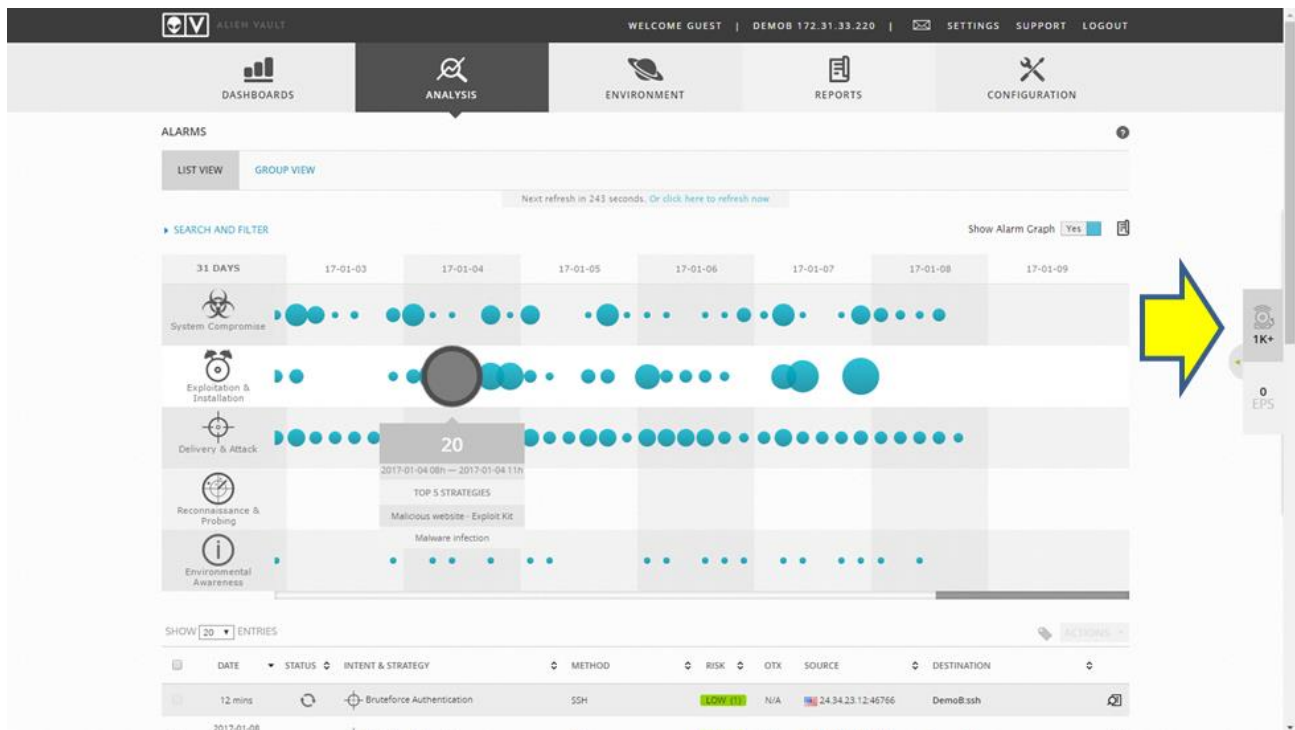 ALIEN VAULT
WELCOME GUEST | DEMOB 172.31.33.220 | SETTINGS SUPPORT LOGOUT
DASHBOARDS ANALYSIS ENVIRONMENT REPORTS CONFIGURATION
ALARMS
LIST VIEW GROUP VIEW
Next refresh in 243 seconds. Or click here to refresh now
SEARCH AND FILTER Show Alarm Graph Yes
31 DAYS 17-01-03 17-01-04 17-01-05 17-01-06 17-01-07 17-01-08 17-01-09
System Compromise
1K+
Exploitation &
Installation
0
EPS
Delivery & Attack
20
2017-01-04 08h — 2017-01-04 11h
TOP 5 STRATEGIES
Reconnaissance &
Probing
Malicious website - Exploit Kit
Malware infection
Environmental
Awareness
SHOW 20 ENTRIES ACTIONS
DATE STATUS INTENT & STRATEGY METHOD RISK OTX SOURCE DESTINATION
12 mins Bruteforce Authentication SSH LOW (1) N/A 24.34.23.12:46766 DemoB:ssh
2017-01-08